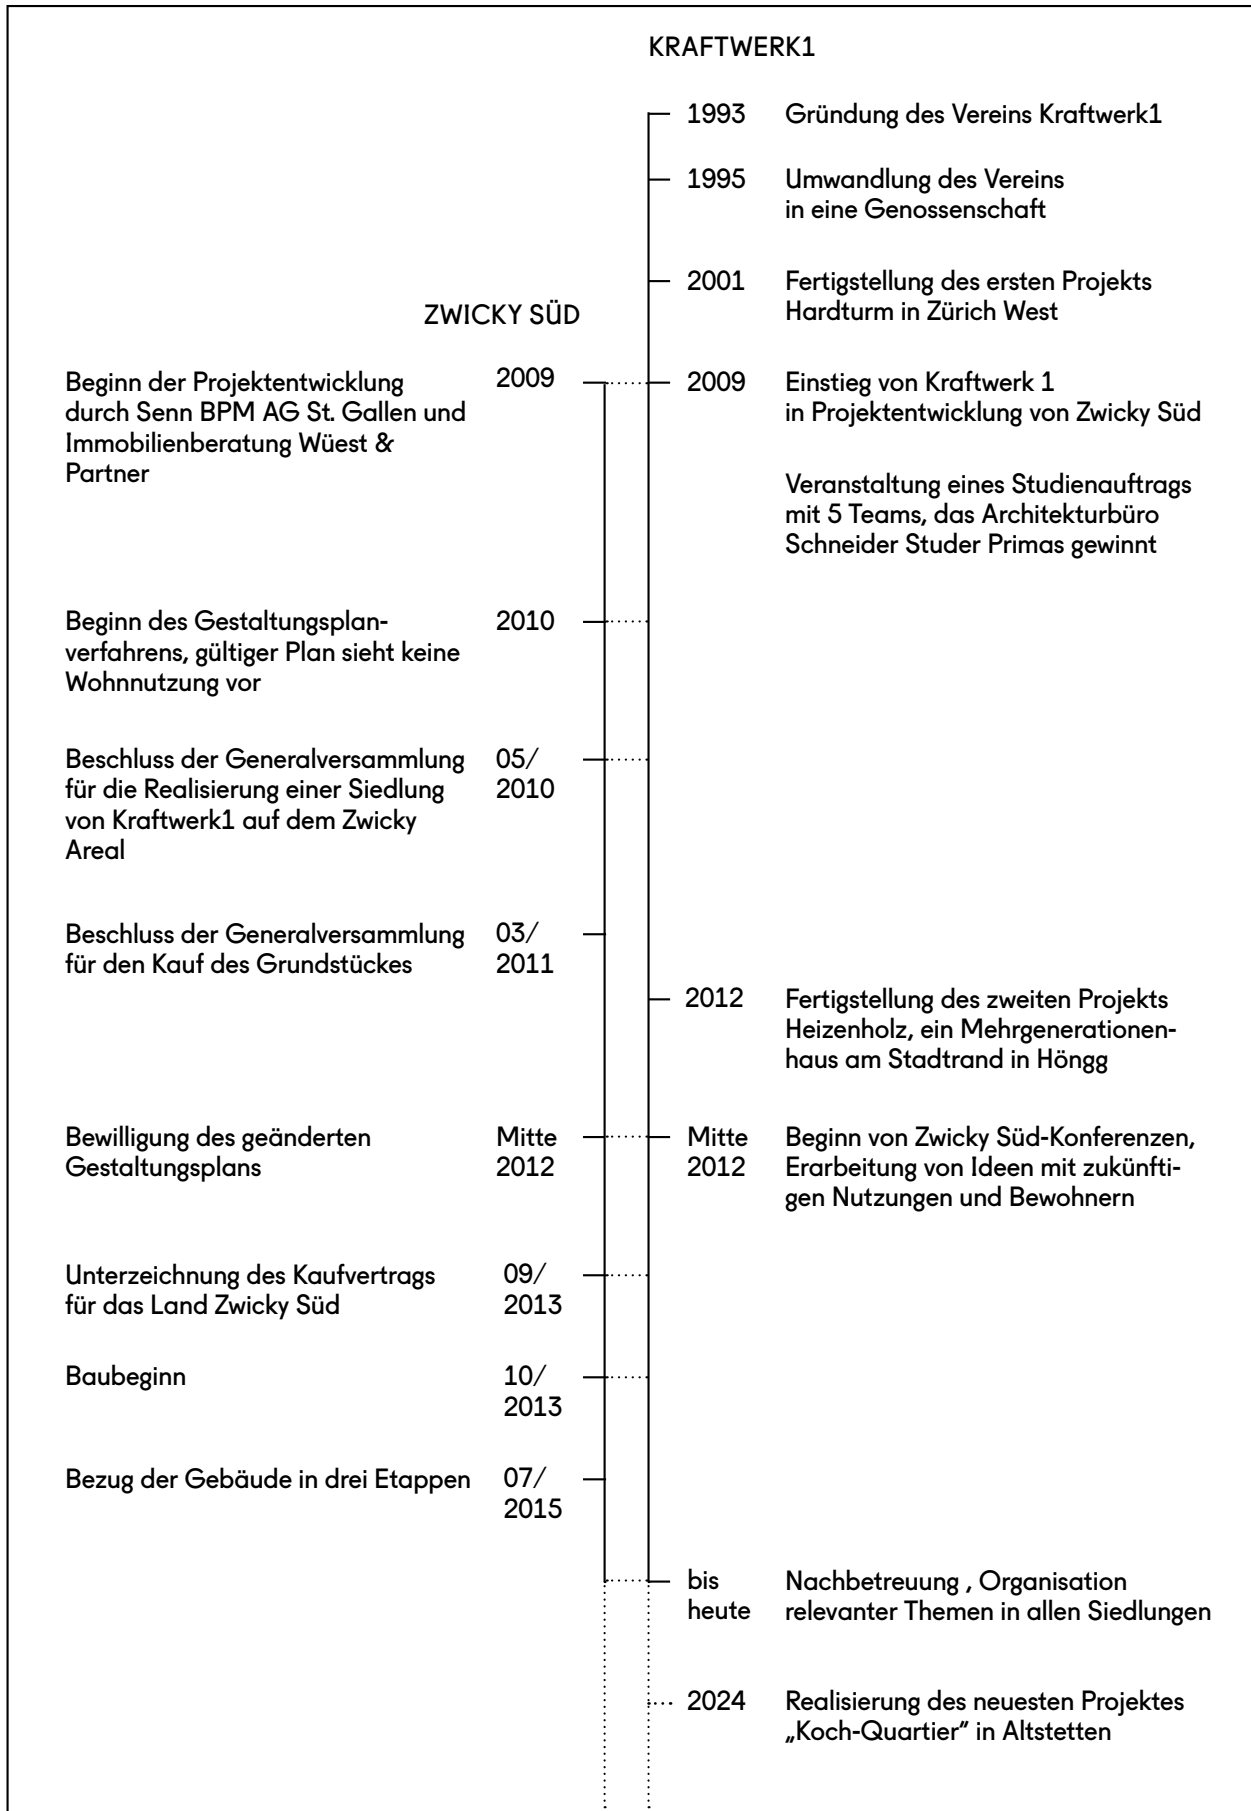 KRAFTWERK1
1993 Gründung des Vereins Kraftwerk1
1995 Umwandlung des Vereins
in eine Genossenschaft
2001 Fertigstellung des ersten Projekts
Hardturm in Zürich West
ZWICKY SÜD
Beginn der Projektentwicklung
durch Senn BPM AG St. Gallen und
Immobilienberatung Wüest &
Partner
2009
2009 Einstieg von Kraftwerk 1
in Projektentwicklung von Zwicky Süd
Veranstaltung eines Studienauftrags
mit 5 Teams, das Architekturbüro
Schneider Studer Primas gewinnt
Beginn des Gestaltungsplan-
verfahrens, gültiger Plan sieht keine
Wohnnutzung vor
2010
Beschluss der Generalversammlung
für die Realisierung einer Siedlung
von Kraftwerk1 auf dem Zwicky
Areal
05/
2010
Beschluss der Generalversammlung
für den Kauf des Grundstückes
03/
2011
2012 Fertigstellung des zweiten Projekts
Heizenholz, ein Mehrgenerationen-
haus am Stadtrand in Höngg
Bewilligung des geänderten
Gestaltungsplans
Mitte
2012
Mitte
2012
Beginn von Zwicky Süd-Konferenzen,
Erarbeitung von Ideen mit zukünfti-
gen Nutzungen und Bewohnern
Unterzeichnung des Kaufvertrags
für das Land Zwicky Süd
09/
2013
Baubeginn
10/
2013
Bezug der Gebäude in drei Etappen
07/
2015
bis
heute
Nachbetreuung , Organisation
relevanter Themen in allen Siedlungen
2024 Realisierung des neuesten Projektes
„Koch-Quartier“ in Altstetten